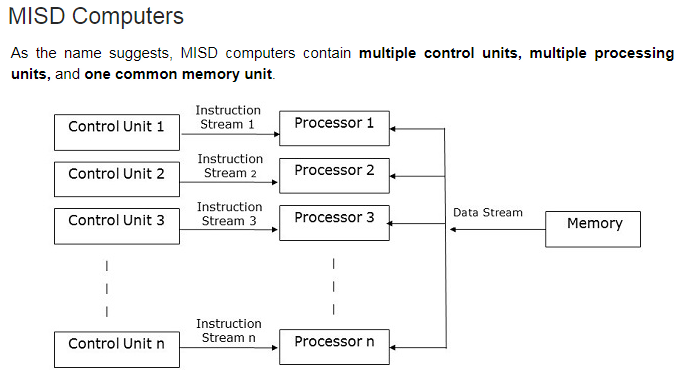 MISD Computers
As the name suggests, MISD computers contain multiple control units, multiple processing
units, and one common memory unit.
Control Unit 1
Instruction
Stream 1
Processor 1
Control Unit 2
Instruction
Stream 2
Processor 2
Control Unit 3
Instruction
Stream 3
Processor 3
Data Stream
Memory
Control Unit n
Instruction
Stream n
Processor n